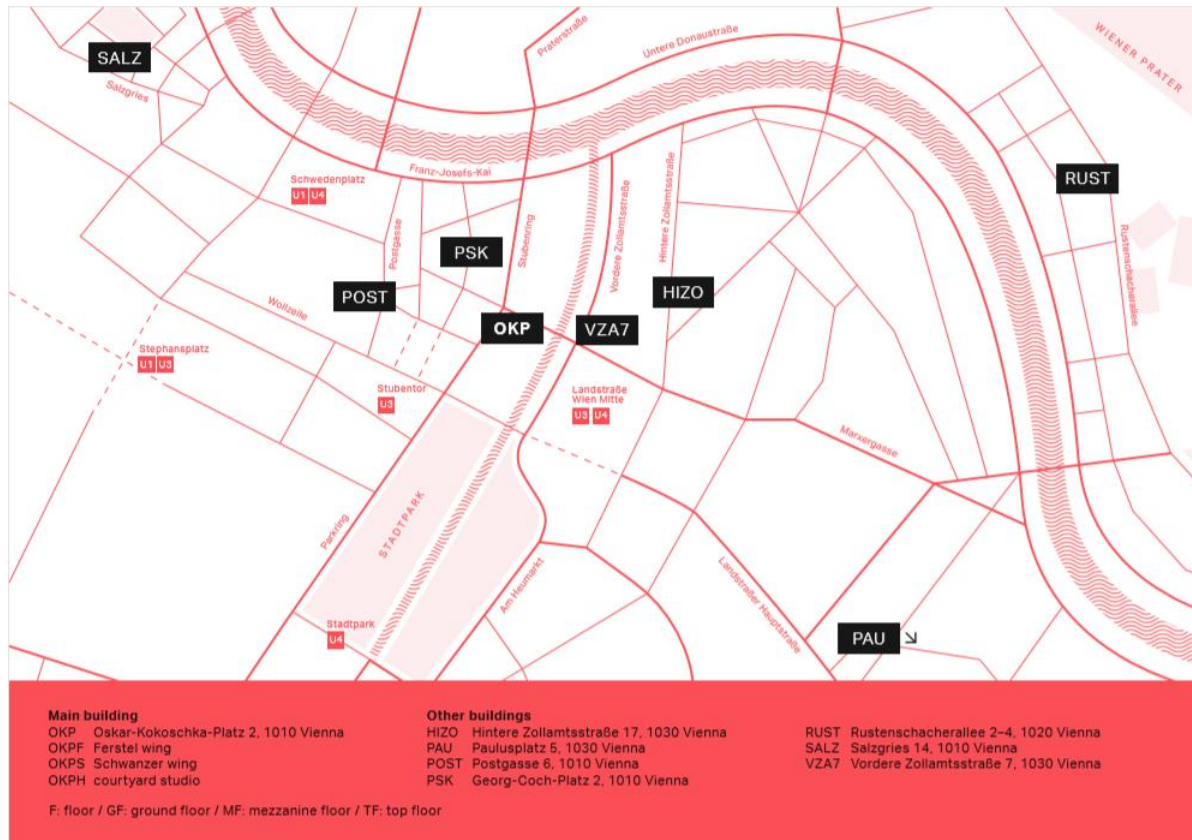 SALZ
Salzgries
Praterstraße
Untere Donaustraße
WIENER PRATER
Franz-Josefs-Kai
Schwedenplatz
U1 U4
RUST
Postgasse
PSK
Stubenring
Vordere Zollamtsstraße
Hintere Zollamtsstraße
Rustenschacherallee
POST
HIZO
Wollzeile
OKP
VZA7
Stephansplatz
U1 U3
Stubentor
U3
Landstraße
Wien Mitte
U3 U4
Marxergasse
STADTPARK
Parkring
Am Heumarkt
Landstraßer Hauptstraße
Stadtpark
U4
PAU
Main building
OKP Oskar-Kokoschka-Platz 2, 1010 Vienna
OKPF Ferstel wing
OKPS Schwanzer wing
OKPH courtyard studio
F: floor / GF: ground floor / MF: mezzanine floor / TF: top floor
Other buildings
HIZO Hintere Zollamtsstraße 17, 1030 Vienna
PAU Paulusplatz 5, 1030 Vienna
POST Postgasse 6, 1010 Vienna
PSK Georg-Coch-Platz 2, 1010 Vienna
RUST Rustenschacherallee 2–4, 1020 Vienna
SALZ Salzgries 14, 1010 Vienna
VZA7 Vordere Zollamtsstraße 7, 1030 Vienna